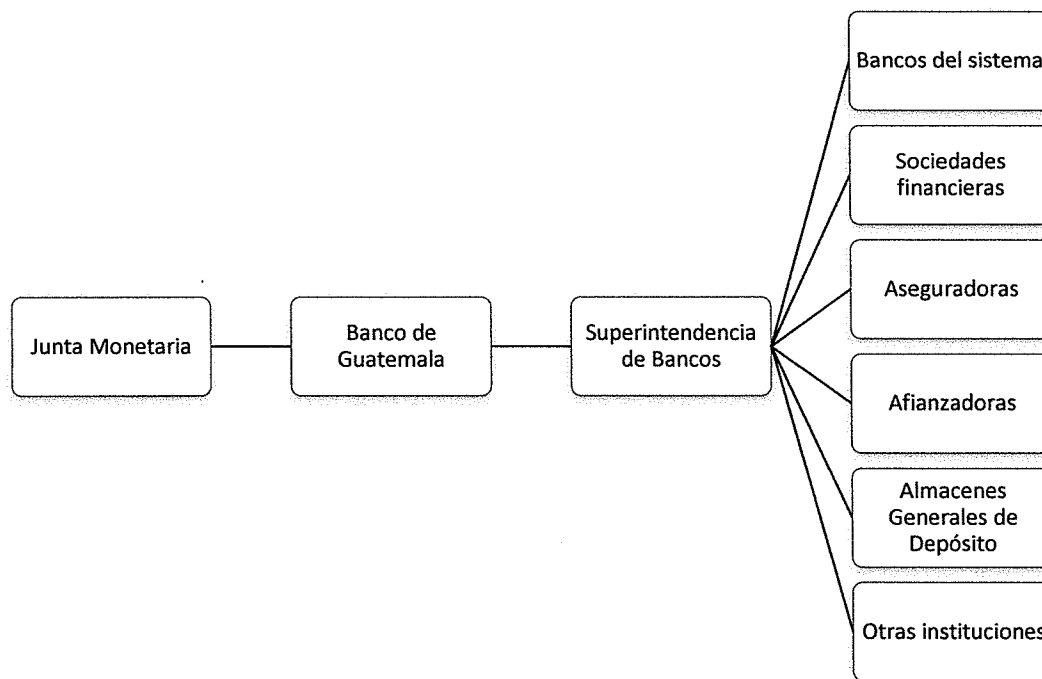 Junta Monetaria
Banco de
Guatemala
Superintendencia
de Bancos
Bancos del sistema
Sociedades
financieras
Aseguradoras
Afianzadoras
Almacenes
Generales de
Depósito
Otras instituciones